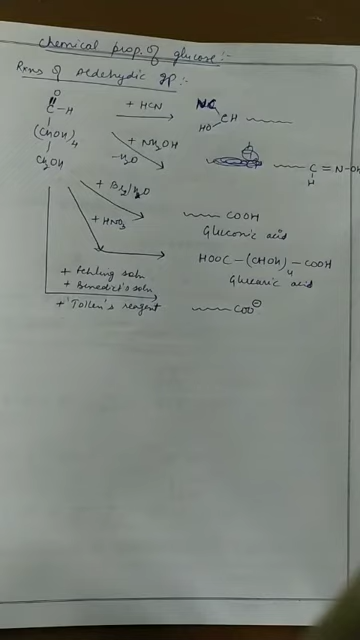 chemical prop. of glucose :-
Rxns of aldehydic gp :-
O
C-H
(CHOH)4
CH2OH
+ HCN
NC
CH
HO
+ NH2OH
-H2O
C=N-OH
H
+ Br2/H2O
COOH
Gluconic acid
+ HNO3
HOOC-(CHOH)4-COOH
Glucaric acid
+ Fehling soln
+ Benedict's soln
+ Tollen's reagent
COO⊖